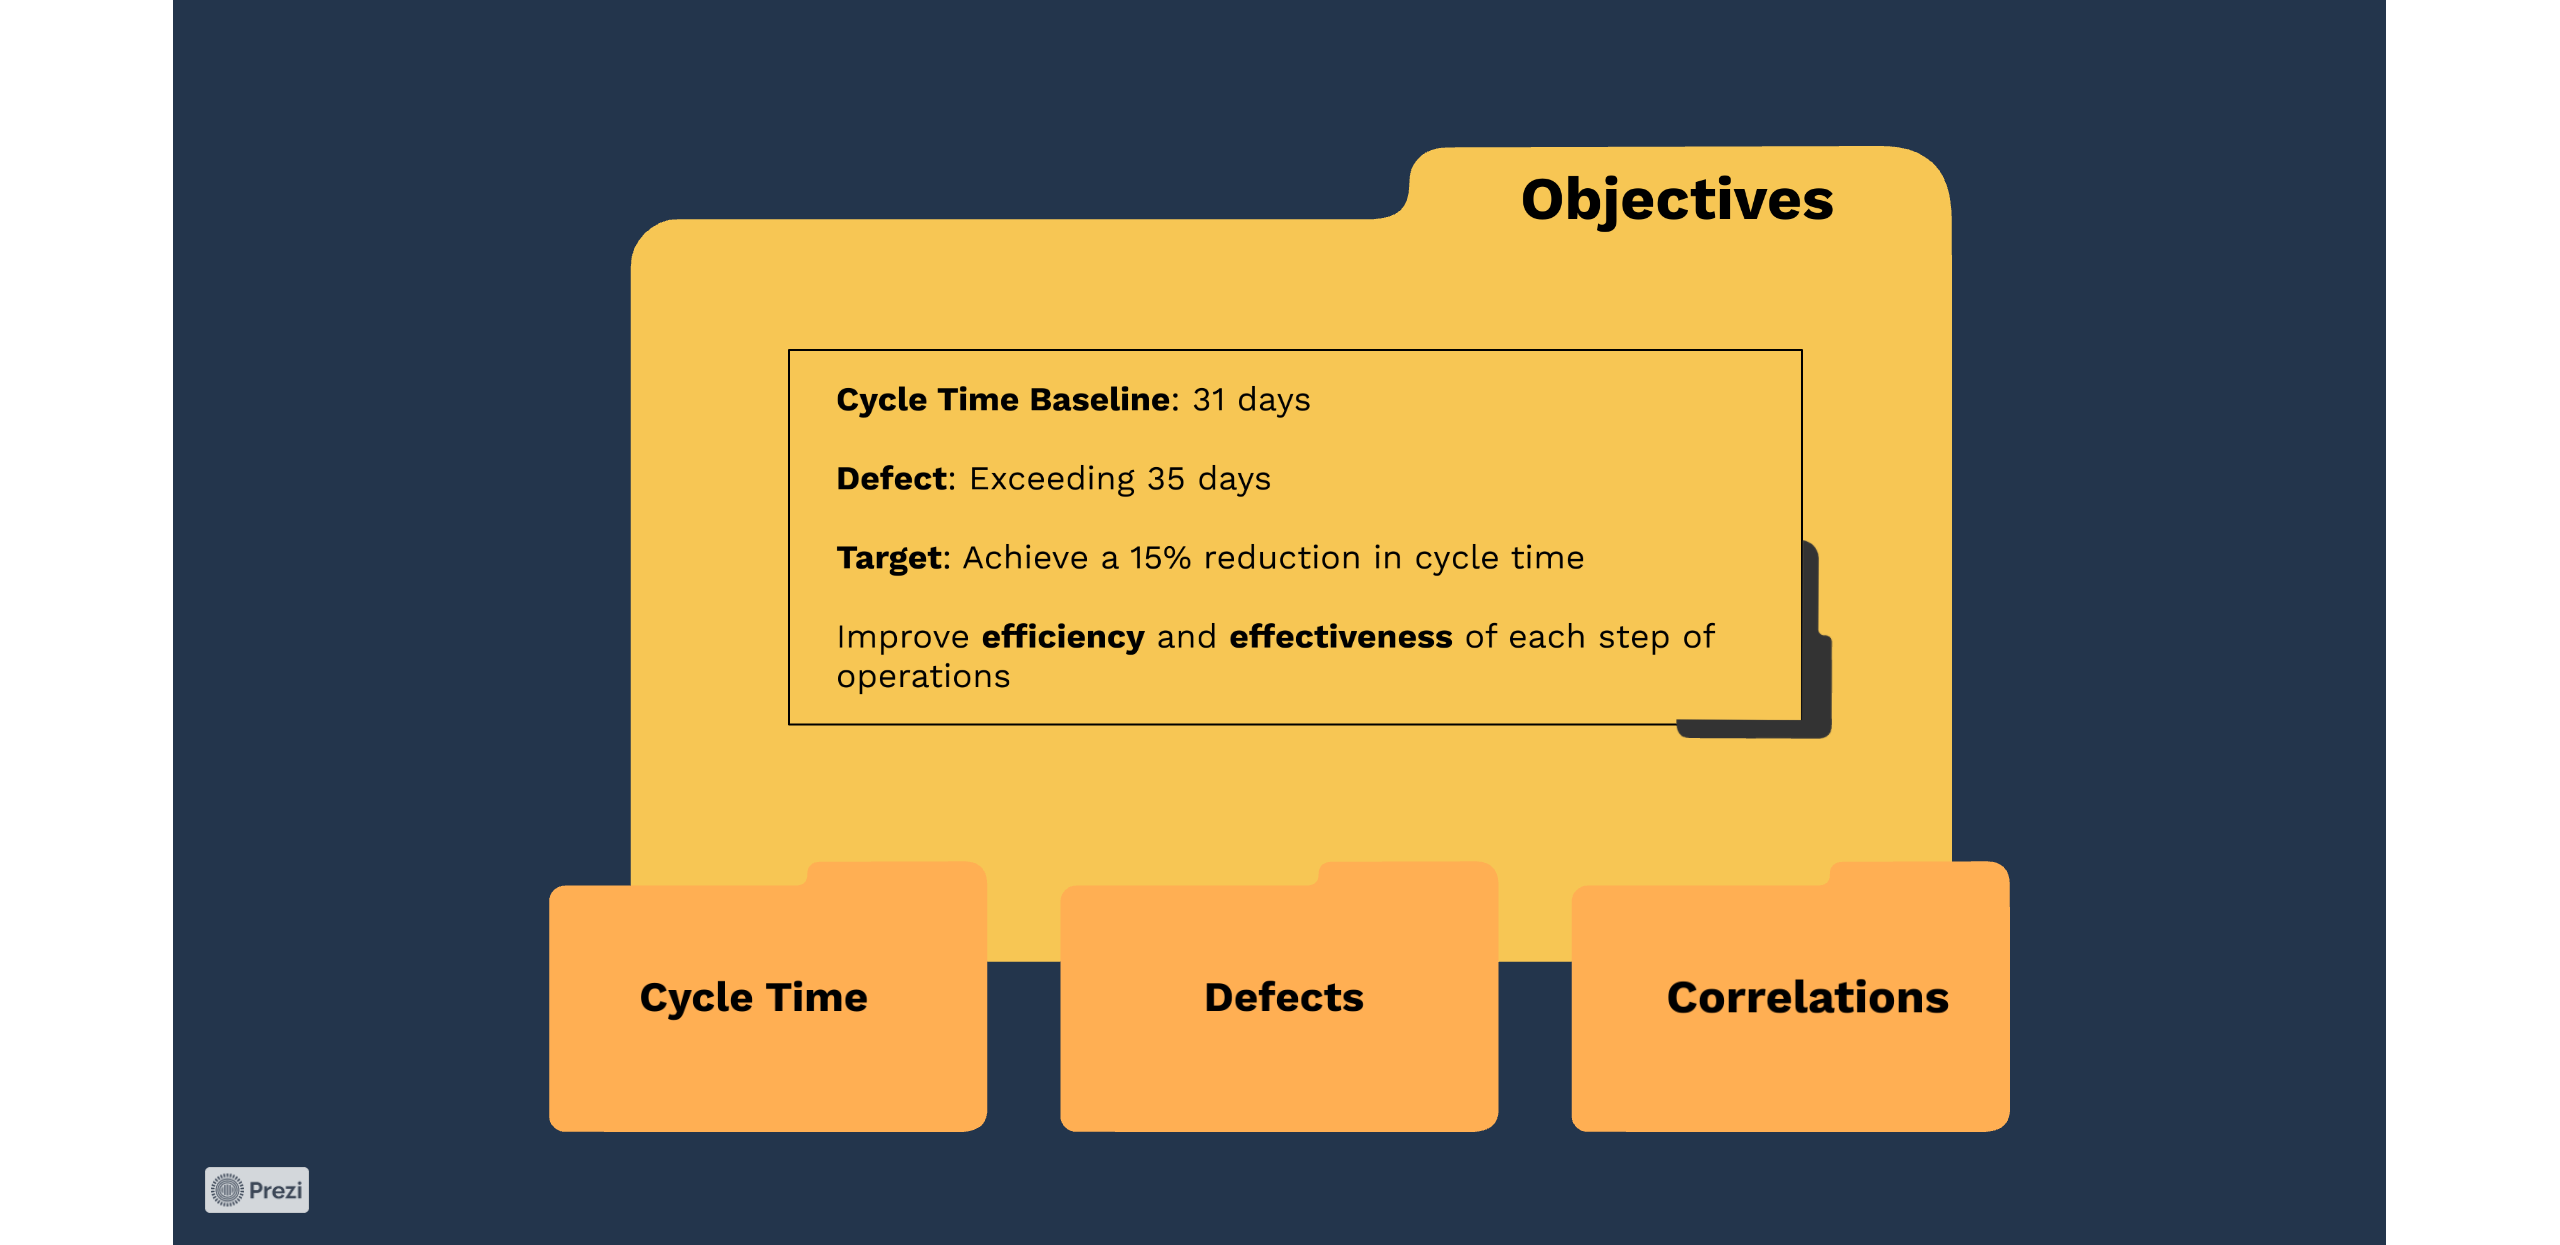 Objectives
Cycle Time Baseline: 31 days
Defect: Exceeding 35 days
Target: Achieve a 15% reduction in cycle time
Improve efficiency and effectiveness of each step of
operations
Cycle Time
Defects
Correlations
Prezi